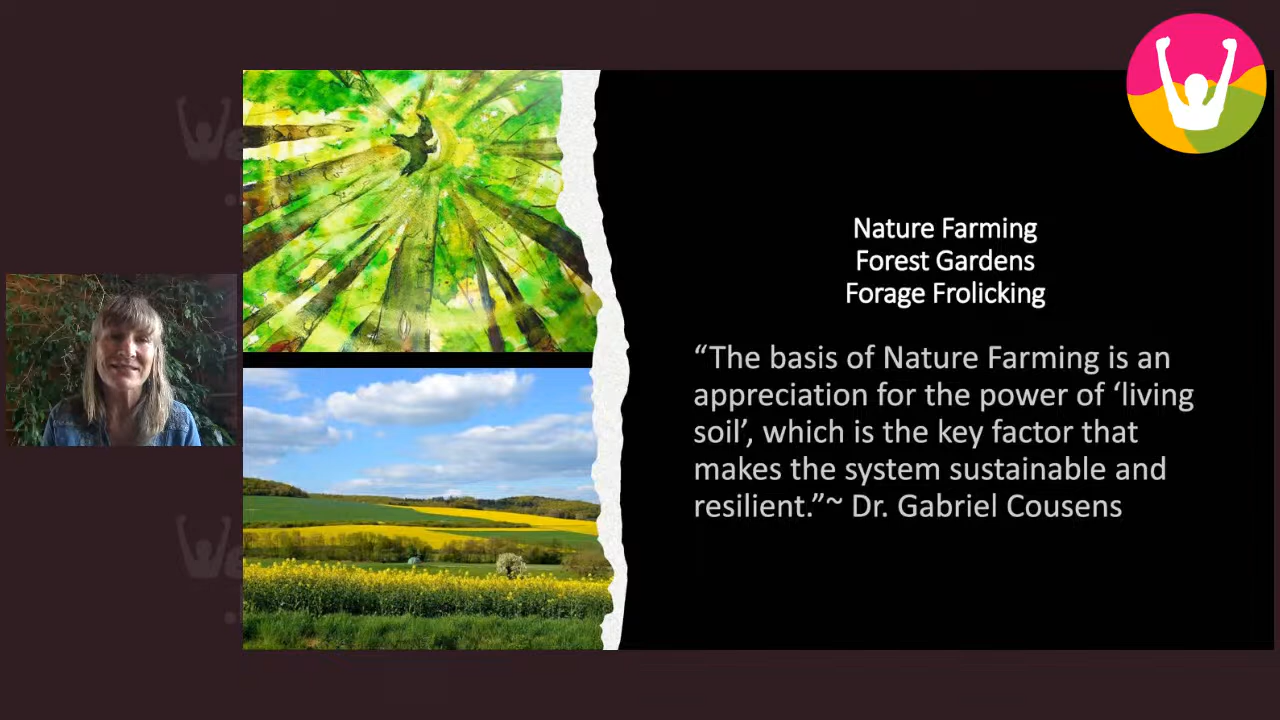 Nature Farming
Forest Gardens
Forage Frolicking
“The basis of Nature Farming is an
appreciation for the power of ‘living
soil’, which is the key factor that
makes the system sustainable and
resilient.”~ Dr. Gabriel Cousens